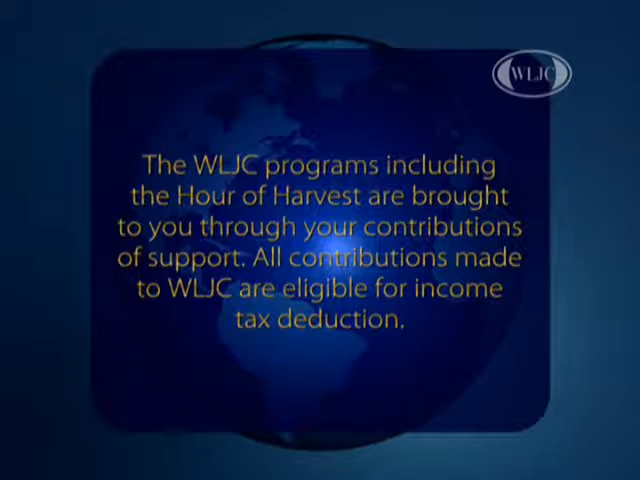 WLJC
The WLJC programs including
the Hour of Harvest are brought
to you through your contributions
of support. All contributions made
to WLJC are eligible for income
tax deduction.